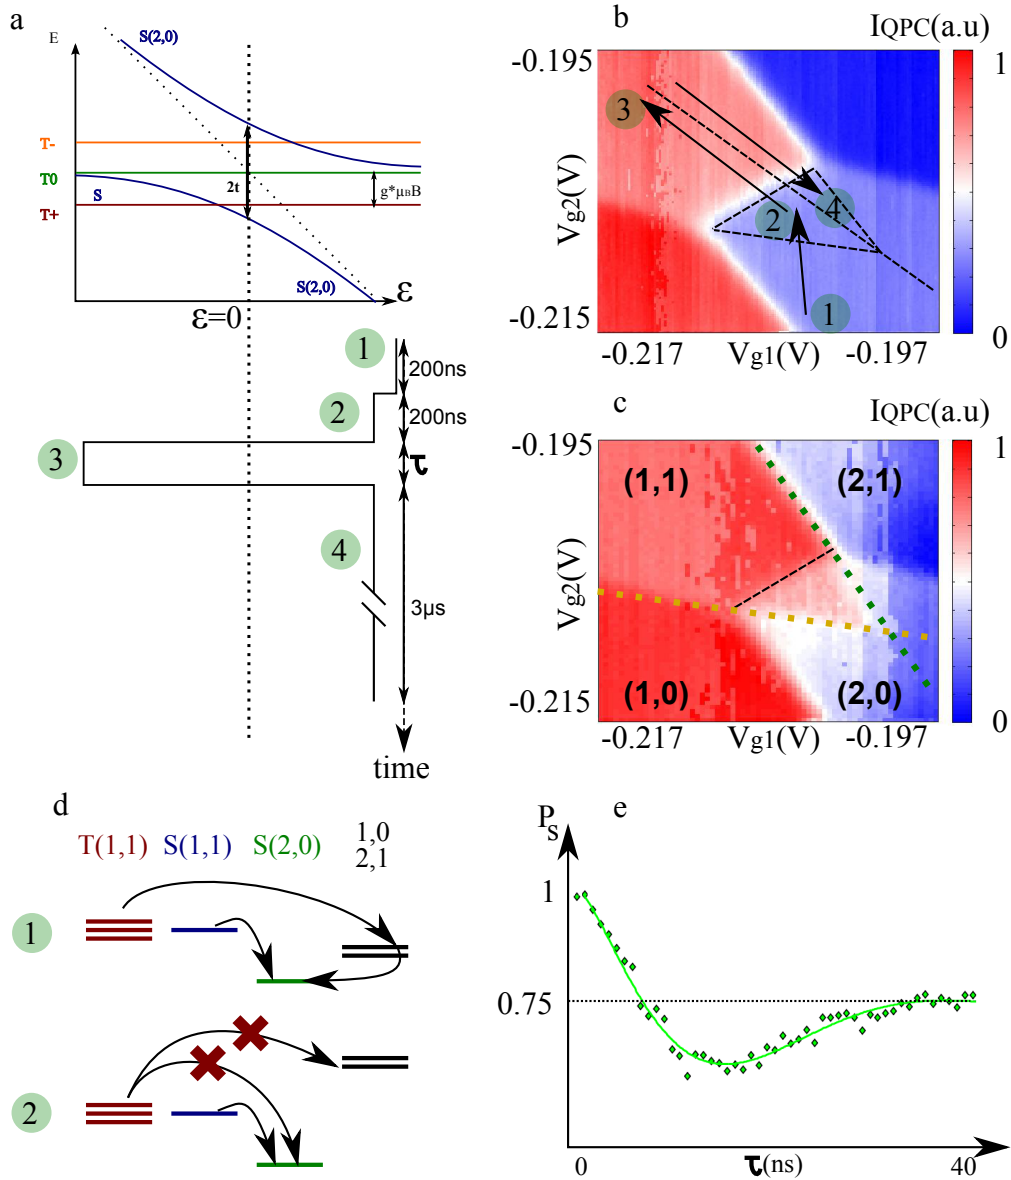 a
E
S(2,0)
T-
T0
S
T+
2t
g*μBB
S(2,0)
ε
ε=0
1
200ns
2
200ns
3
τ
4
3μs
time
b
IQPC(a.u)
-0.195
Vg2(V)
-0.215
3
4
2
1
-0.217
Vg1(V)
-0.197
1
0
c
IQPC(a.u)
-0.195
Vg2(V)
-0.215
(1,1)
(2,1)
(1,0)
(2,0)
-0.217
Vg1(V)
-0.197
1
0
d
T(1,1)
S(1,1)
S(2,0)
1,0
2,1
1
2
e
PS
1
0.75
0
τ(ns)
40